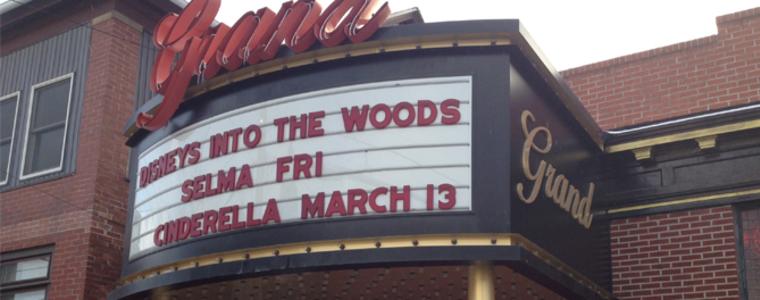 Grand
DISNEYS INTO THE WOODS
SELMA FRI
CINDERELLA MARCH 13
Grand